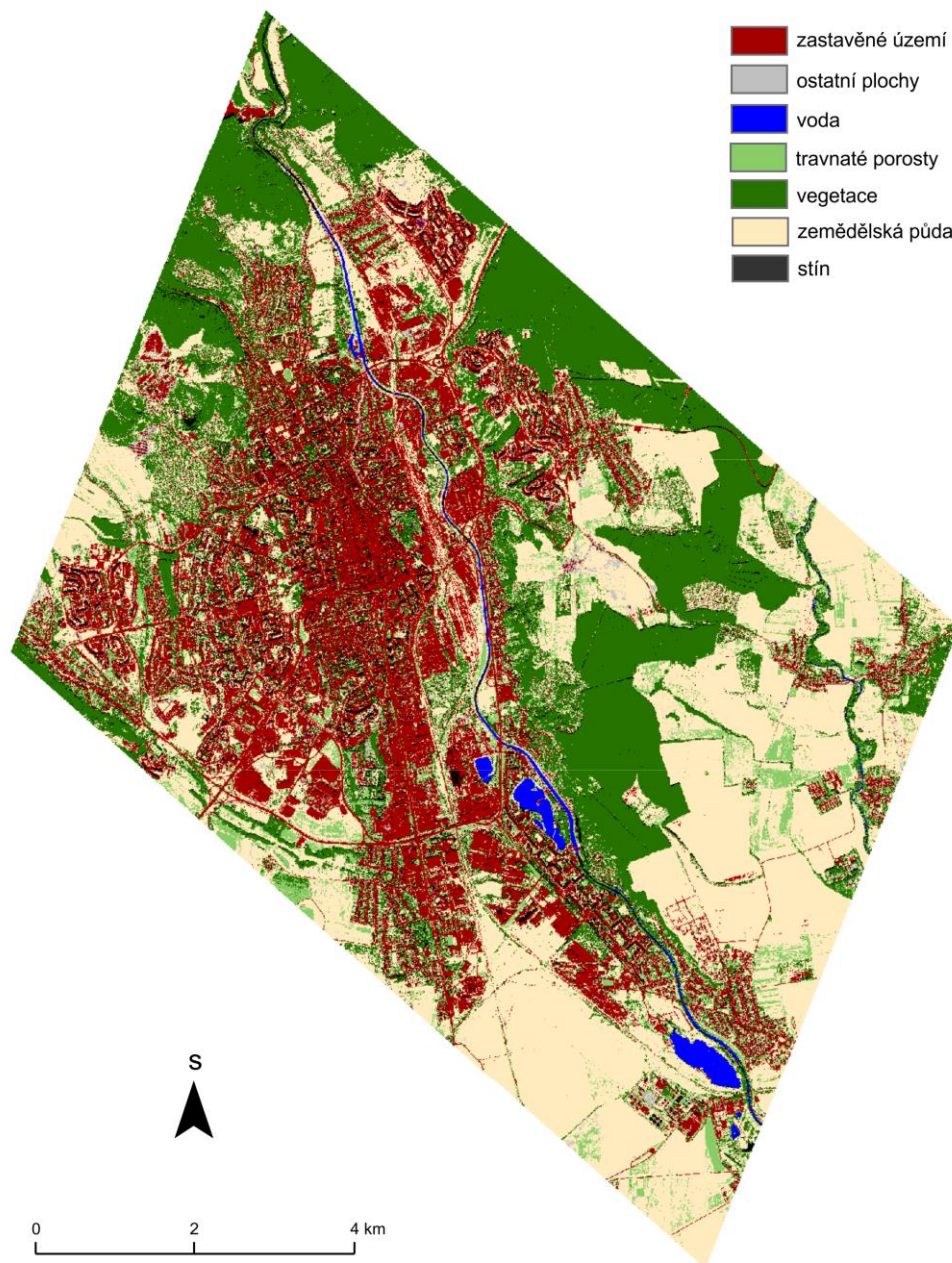 zastavěné území
ostatní plochy
voda
travnaté porosty
vegetace
zemědělská půda
stín
S
0 2 4 km